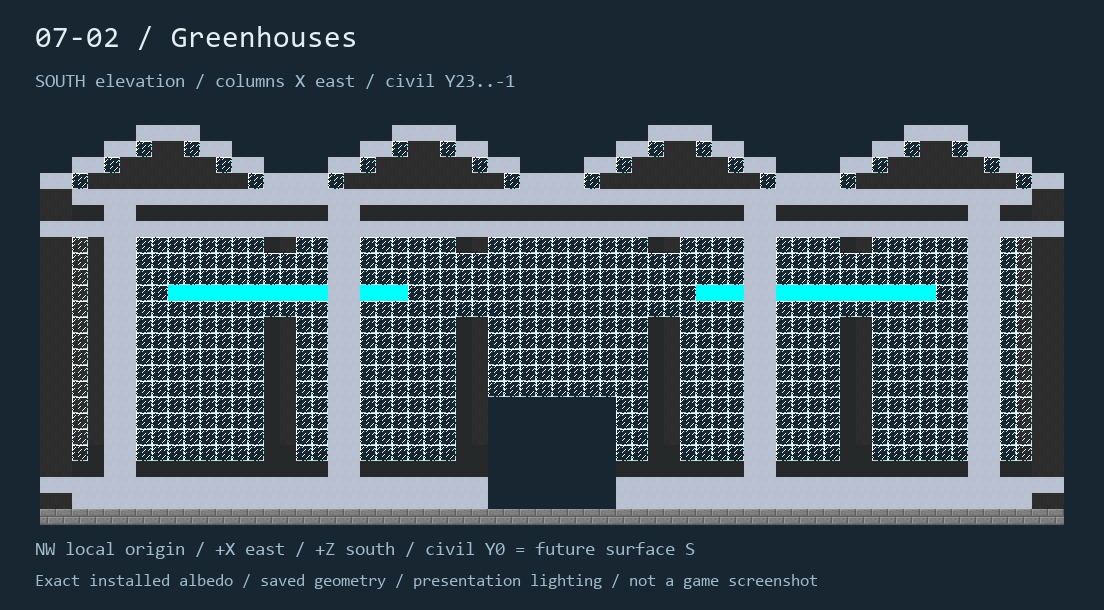 07-02 / Greenhouses
SOUTH elevation / columns X east / civil Y23..-1
NW local origin / +X east / +Z south / civil Y0 = future surface S
Exact installed albedo / saved geometry / presentation lighting / not a game screenshot